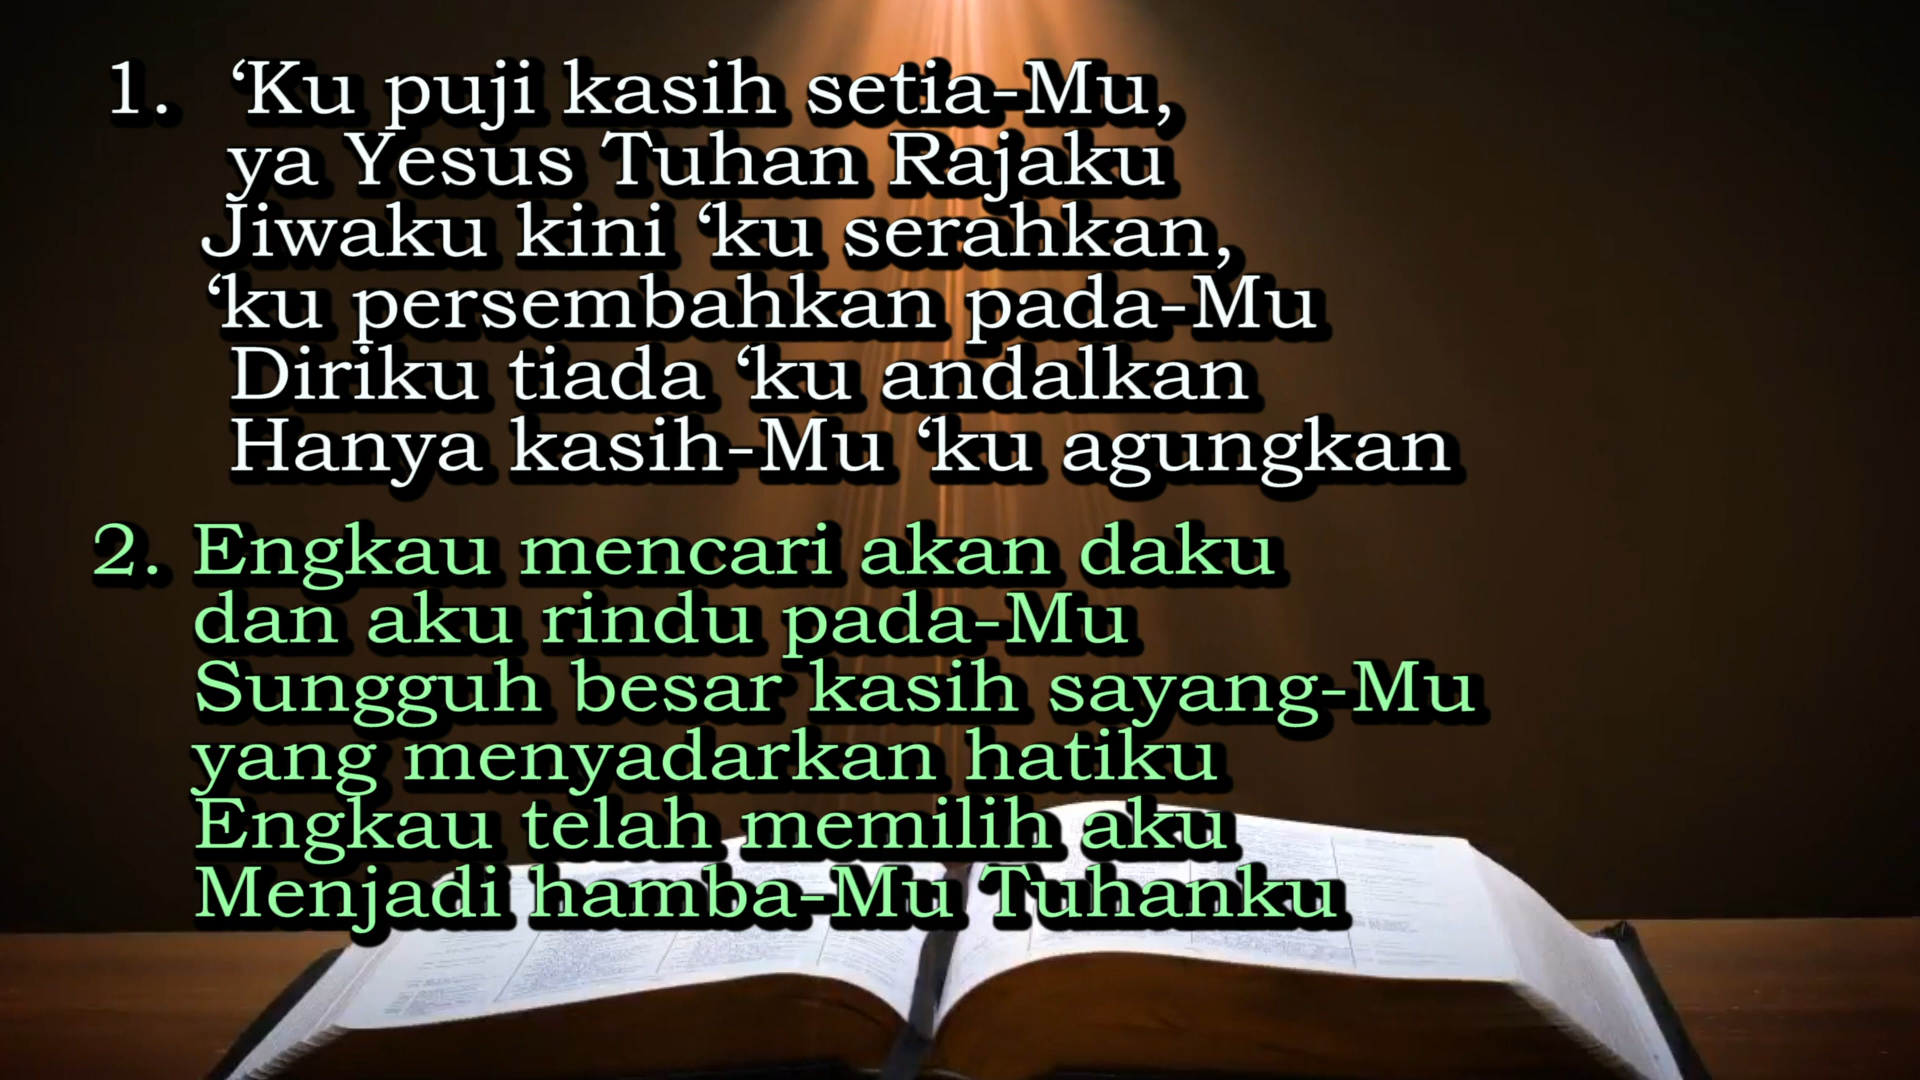 1. ‘Ku puji kasih setia-Mu,
ya Yesus Tuhan Rajaku
Jiwaku kini ‘ku serahkan,
‘ku persembahkan pada-Mu
Diriku tiada ‘ku andalkan
Hanya kasih-Mu ‘ku agungkan
2. Engkau mencari akan daku
dan aku rindu pada-Mu
Sungguh besar kasih sayang-Mu
yang menyadarkan hatiku
Engkau telah memilih aku
Menjadi hamba-Mu Tuhanku